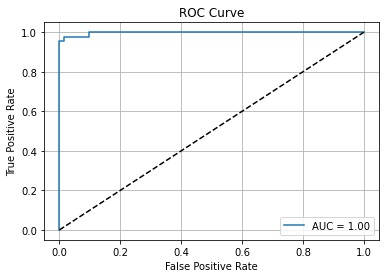 ROC Curve
True Positive Rate
1.0
0.8
0.6
0.4
0.2
0.0
0.0 0.2 0.4 0.6 0.8 1.0
False Positive Rate
AUC = 1.00